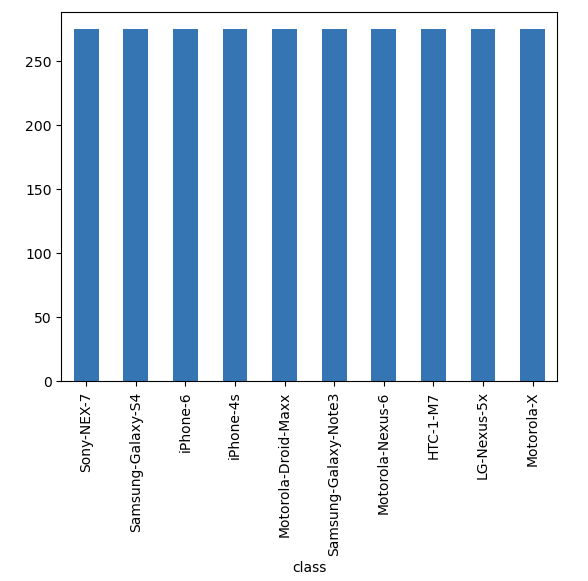 250
200
150
100
50
0
Sony-NEX-7
Samsung-Galaxy-S4
iPhone-6
iPhone-4s
Motorola-Droid-Maxx
Samsung-Galaxy-Note3
Motorola-Nexus-6
HTC-1-M7
LG-Nexus-5x
Motorola-X
class